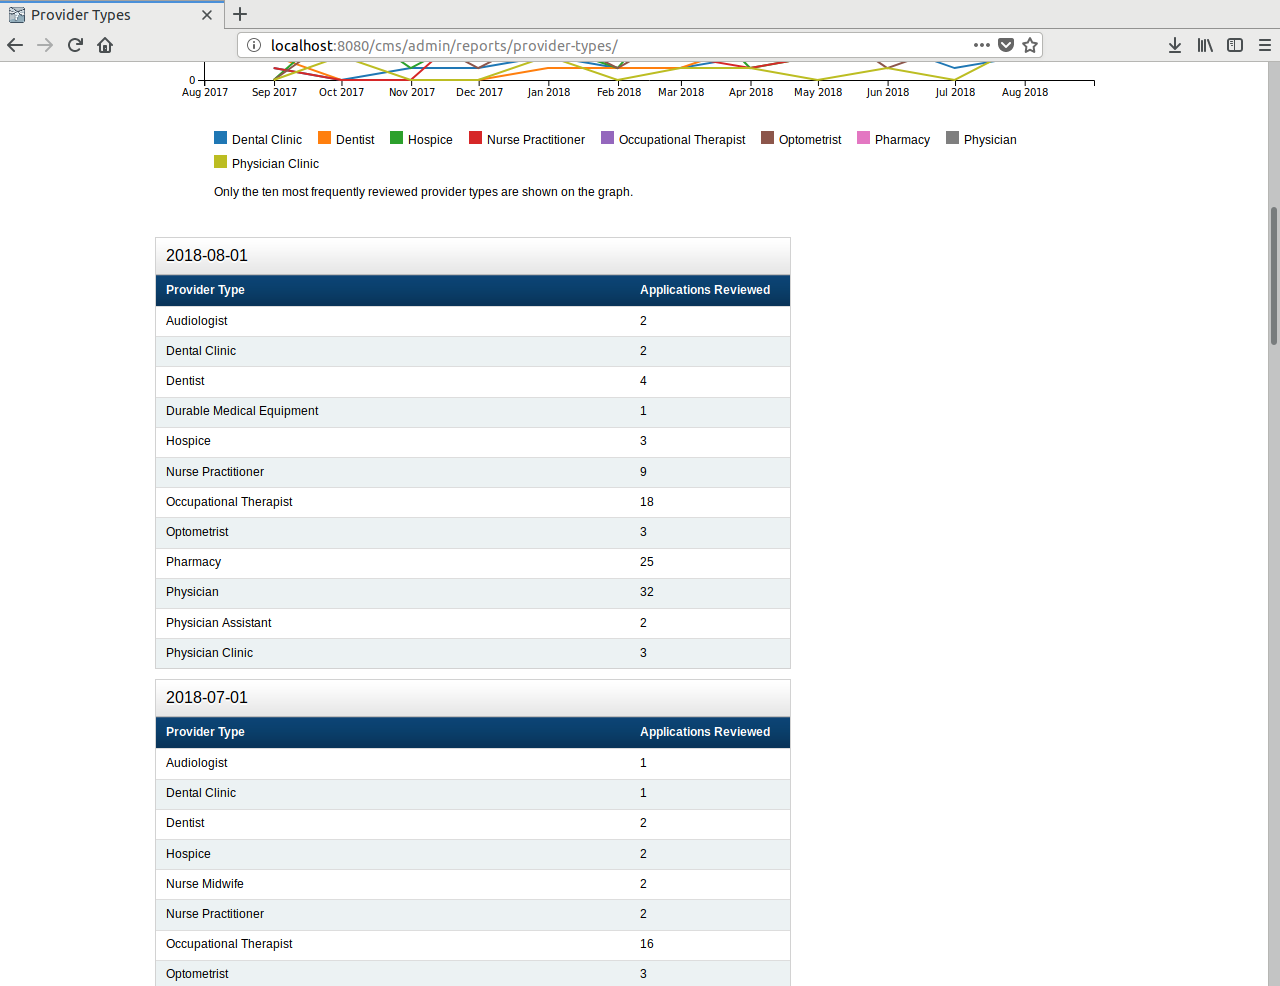 Provider Types
localhost:8080/cms/admin/reports/provider-types/
0
Aug 2017 Sep 2017 Oct 2017 Nov 2017 Dec 2017 Jan 2018 Feb 2018 Mar 2018 Apr 2018 May 2018 Jun 2018 Jul 2018 Aug 2018
Dental Clinic Dentist Hospice Nurse Practitioner Occupational Therapist Optometrist Pharmacy Physician
Physician Clinic
Only the ten most frequently reviewed provider types are shown on the graph.
2018-08-01
Provider Type Applications Reviewed
Audiologist 2
Dental Clinic 2
Dentist 4
Durable Medical Equipment 1
Hospice 3
Nurse Practitioner 9
Occupational Therapist 18
Optometrist 3
Pharmacy 25
Physician 32
Physician Assistant 2
Physician Clinic 3
2018-07-01
Provider Type Applications Reviewed
Audiologist 1
Dental Clinic 1
Dentist 2
Hospice 2
Nurse Midwife 2
Nurse Practitioner 2
Occupational Therapist 16
Optometrist 3